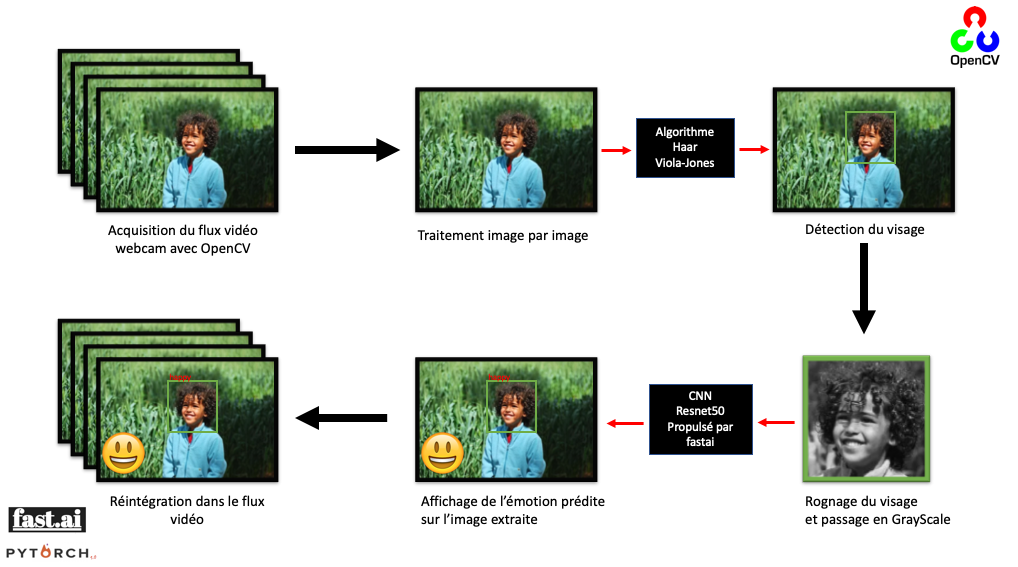 OpenCV
Algorithme
Haar
Viola-Jones
Acquisition du flux vidéo
webcam avec OpenCV
Traitement image par image
Détection du visage
CNN
Resnet50
Propulsé par
fastai
Réintégration dans le flux
vidéo
Affichage de l’émotion prédite
sur l’image extraite
Rognage du visage
et passage en GrayScale
fast.ai
PYTORCH